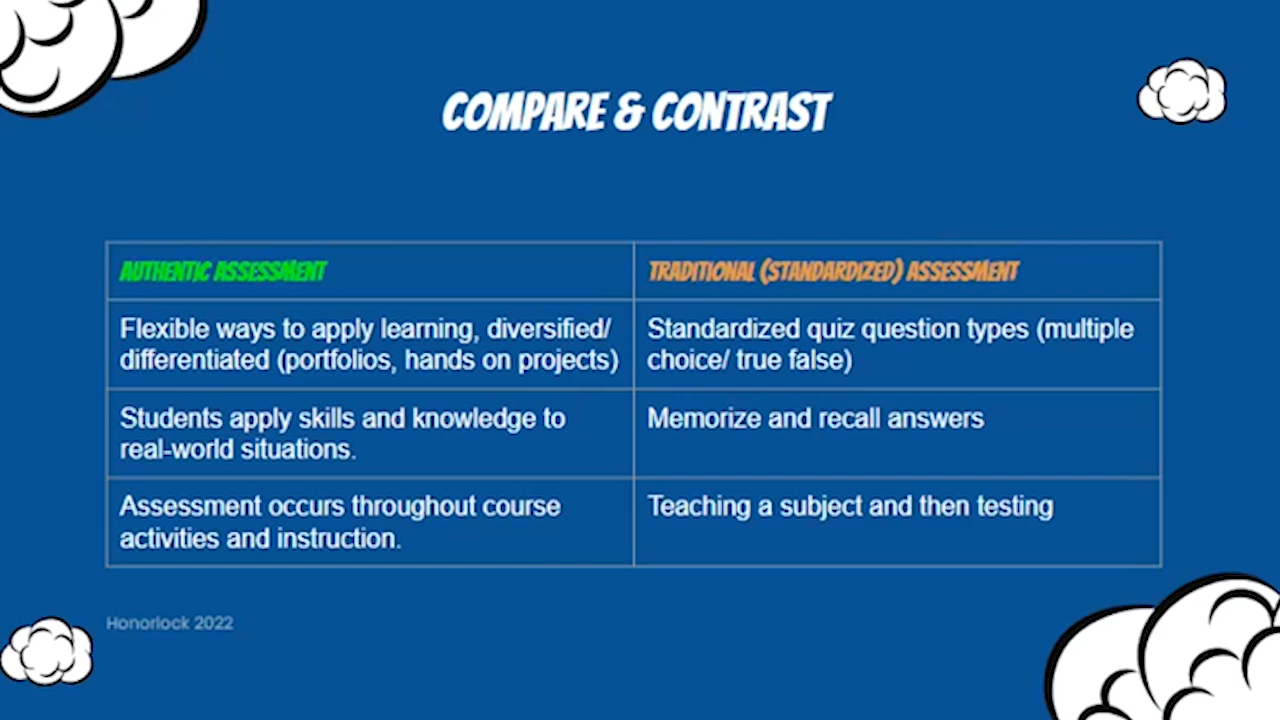 COMPARE & CONTRAST
AUTHENTIC ASSESSMENT
TRADITIONAL (STANDARDIZED) ASSESSMENT
Flexible ways to apply learning, diversified/
differentiated (portfolios, hands on projects)
Standardized quiz question types (multiple
choice/ true false)
Students apply skills and knowledge to
real-world situations.
Memorize and recall answers
Assessment occurs throughout course
activities and instruction.
Teaching a subject and then testing
Honorlock 2022